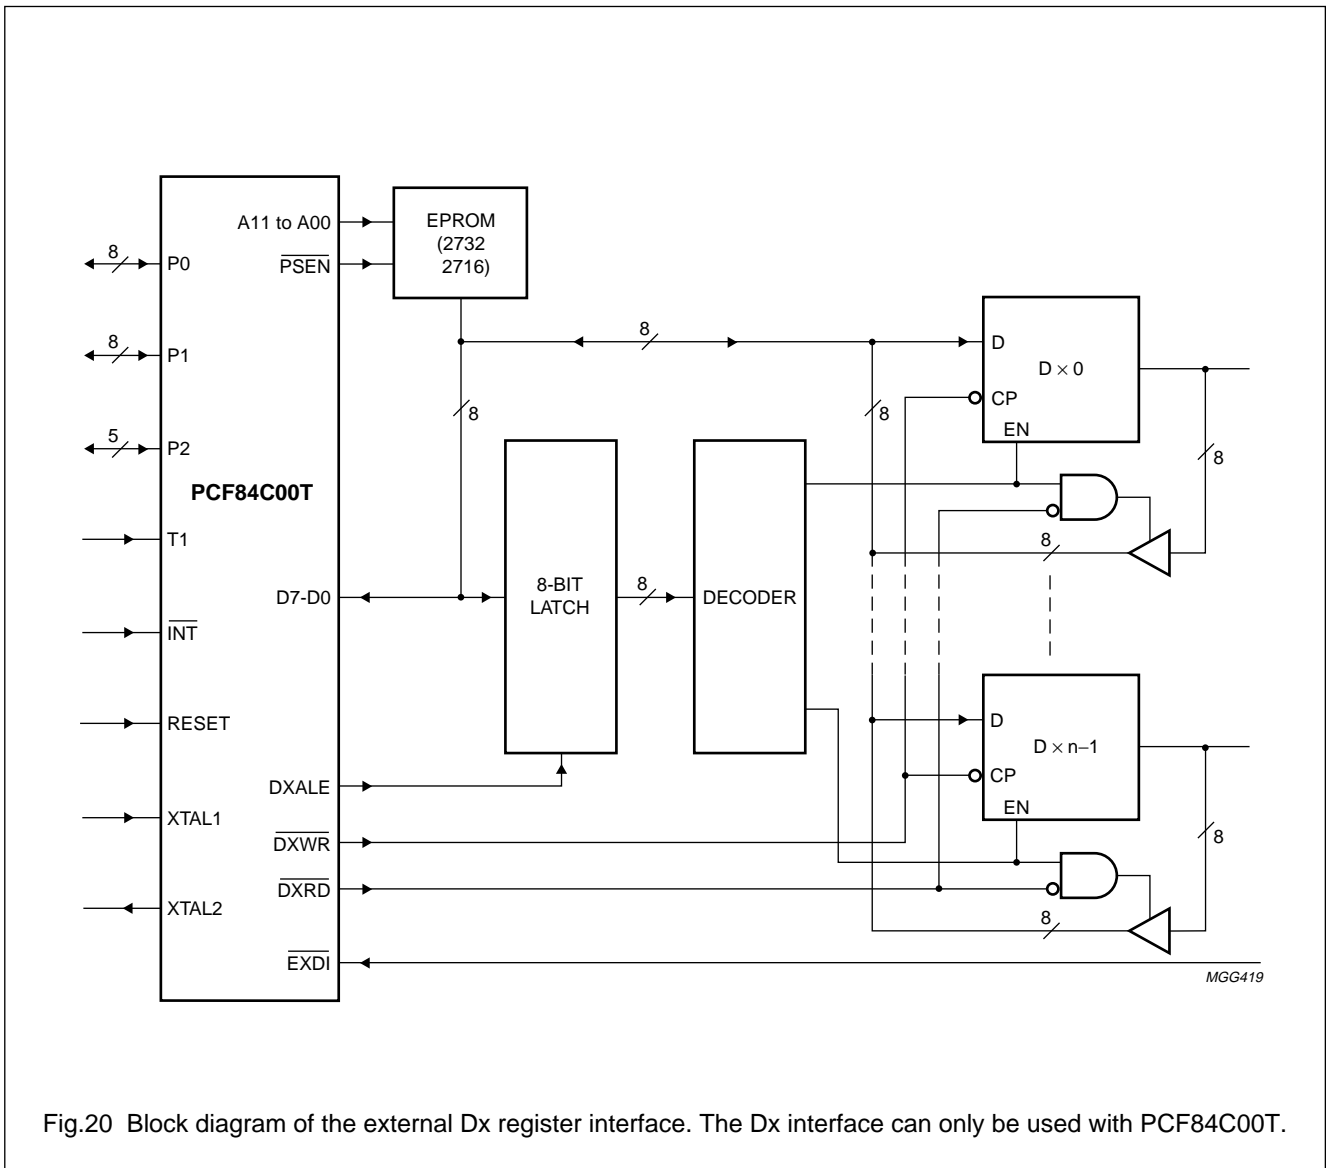 A11 to A00
PSEN
EPROM
(2732
2716)
8
P0
8
P1
5
P2
PCF84C00T
T1
D7-D0
INT
RESET
DXALE
XTAL1
DXWR
DXRD
XTAL2
EXDI
8
8
8-BIT
LATCH
8
DECODER
8
D
D × 0
CP
EN
8
8
D
D × n–1
CP
EN
8
8
MGG419
Fig.20 Block diagram of the external Dx register interface. The Dx interface can only be used with PCF84C00T.